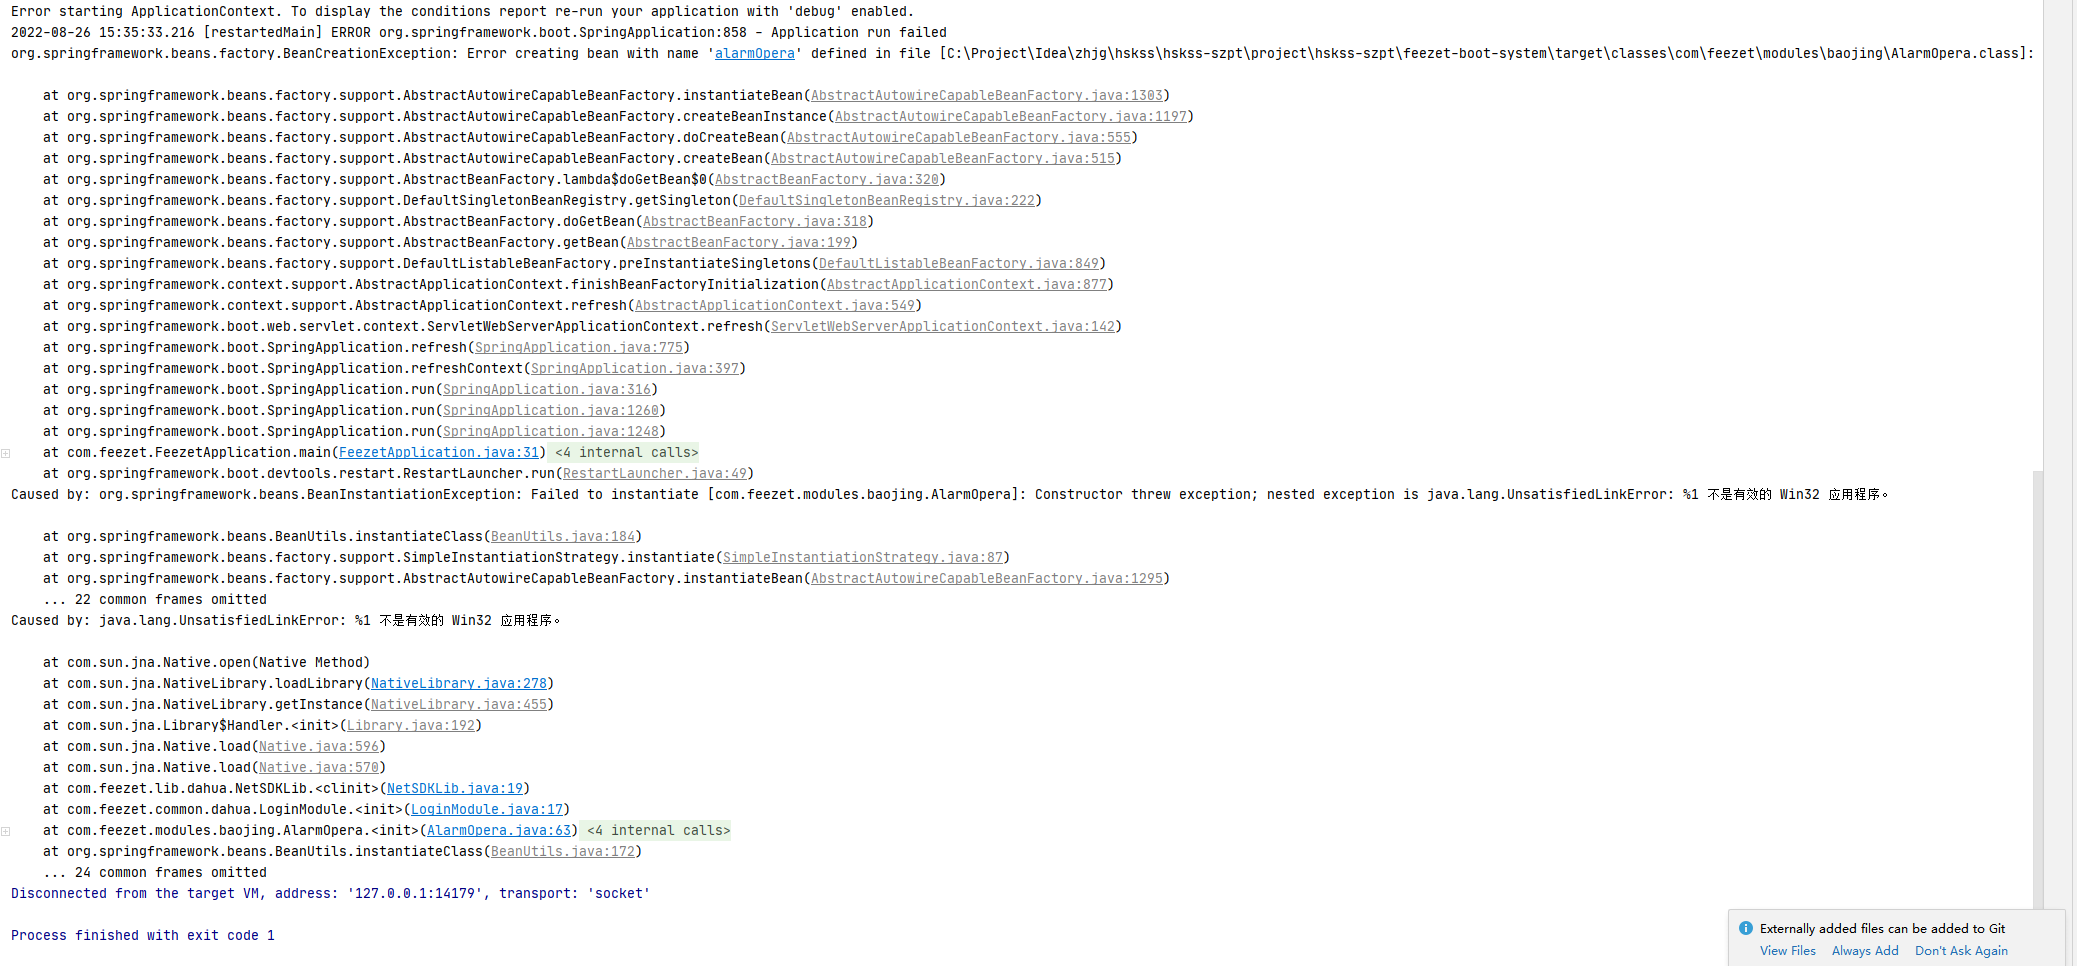 Error starting ApplicationContext. To display the conditions report re-run your application with 'debug' enabled.
2022-08-26 15:35:33.216 [restartedMain] ERROR org.springframework.boot.SpringApplication:858 - Application run failed
org.springframework.beans.factory.BeanCreationException: Error creating bean with name 'alarmOpera' defined in file [C:\Project\Idea\zhjg\hskss\hskss-szpt\project\hskss-szpt\feezet-boot-system\target\classes\com\feezet\modules\baojing\AlarmOpera.class]:
at org.springframework.beans.factory.support.AbstractAutowireCapableBeanFactory.instantiateBean(AbstractAutowireCapableBeanFactory.java:1303)
at org.springframework.beans.factory.support.AbstractAutowireCapableBeanFactory.createBeanInstance(AbstractAutowireCapableBeanFactory.java:1197)
at org.springframework.beans.factory.support.AbstractAutowireCapableBeanFactory.doCreateBean(AbstractAutowireCapableBeanFactory.java:555)
at org.springframework.beans.factory.support.AbstractAutowireCapableBeanFactory.createBean(AbstractAutowireCapableBeanFactory.java:515)
at org.springframework.beans.factory.support.AbstractBeanFactory.lambda$doGetBean$0(AbstractBeanFactory.java:320)
at org.springframework.beans.factory.support.DefaultSingletonBeanRegistry.getSingleton(DefaultSingletonBeanRegistry.java:222)
at org.springframework.beans.factory.support.AbstractBeanFactory.doGetBean(AbstractBeanFactory.java:318)
at org.springframework.beans.factory.support.AbstractBeanFactory.getBean(AbstractBeanFactory.java:199)
at org.springframework.beans.factory.support.DefaultListableBeanFactory.preInstantiateSingletons(DefaultListableBeanFactory.java:849)
at org.springframework.context.support.AbstractApplicationContext.finishBeanFactoryInitialization(AbstractApplicationContext.java:877)
at org.springframework.context.support.AbstractApplicationContext.refresh(AbstractApplicationContext.java:549)
at org.springframework.boot.web.servlet.context.ServletWebServerApplicationContext.refresh(ServletWebServerApplicationContext.java:142)
at org.springframework.boot.SpringApplication.refresh(SpringApplication.java:775)
at org.springframework.boot.SpringApplication.refreshContext(SpringApplication.java:397)
at org.springframework.boot.SpringApplication.run(SpringApplication.java:316)
at org.springframework.boot.SpringApplication.run(SpringApplication.java:1260)
at org.springframework.boot.SpringApplication.run(SpringApplication.java:1248)
at com.feezet.FeezetApplication.main(FeezetApplication.java:31) <4 internal calls>
at org.springframework.boot.devtools.restart.RestartLauncher.run(RestartLauncher.java:49)
Caused by: org.springframework.beans.BeanInstantiationException: Failed to instantiate [com.feezet.modules.baojing.AlarmOpera]: Constructor threw exception; nested exception is java.lang.UnsatisfiedLinkError: %1 不是有效的 Win32 应用程序。
at org.springframework.beans.BeanUtils.instantiateClass(BeanUtils.java:184)
at org.springframework.beans.factory.support.SimpleInstantiationStrategy.instantiate(SimpleInstantiationStrategy.java:87)
at org.springframework.beans.factory.support.AbstractAutowireCapableBeanFactory.instantiateBean(AbstractAutowireCapableBeanFactory.java:1295)
... 22 common frames omitted
Caused by: java.lang.UnsatisfiedLinkError: %1 不是有效的 Win32 应用程序。
at com.sun.jna.Native.open(Native Method)
at com.sun.jna.NativeLibrary.loadLibrary(NativeLibrary.java:278)
at com.sun.jna.NativeLibrary.getInstance(NativeLibrary.java:455)
at com.sun.jna.Library$Handler.<init>(Library.java:192)
at com.sun.jna.Native.load(Native.java:596)
at com.sun.jna.Native.load(Native.java:570)
at com.feezet.lib.dahua.NetSDKLib.<clinit>(NetSDKLib.java:19)
at com.feezet.common.dahua.LoginModule.<init>(LoginModule.java:17)
at com.feezet.modules.baojing.AlarmOpera.<init>(AlarmOpera.java:63) <4 internal calls>
at org.springframework.beans.BeanUtils.instantiateClass(BeanUtils.java:172)
... 24 common frames omitted
Disconnected from the target VM, address: '127.0.0.1:14179', transport: 'socket'
Process finished with exit code 1
Externally added files can be added to Git
View Files Always Add Don't Ask Again